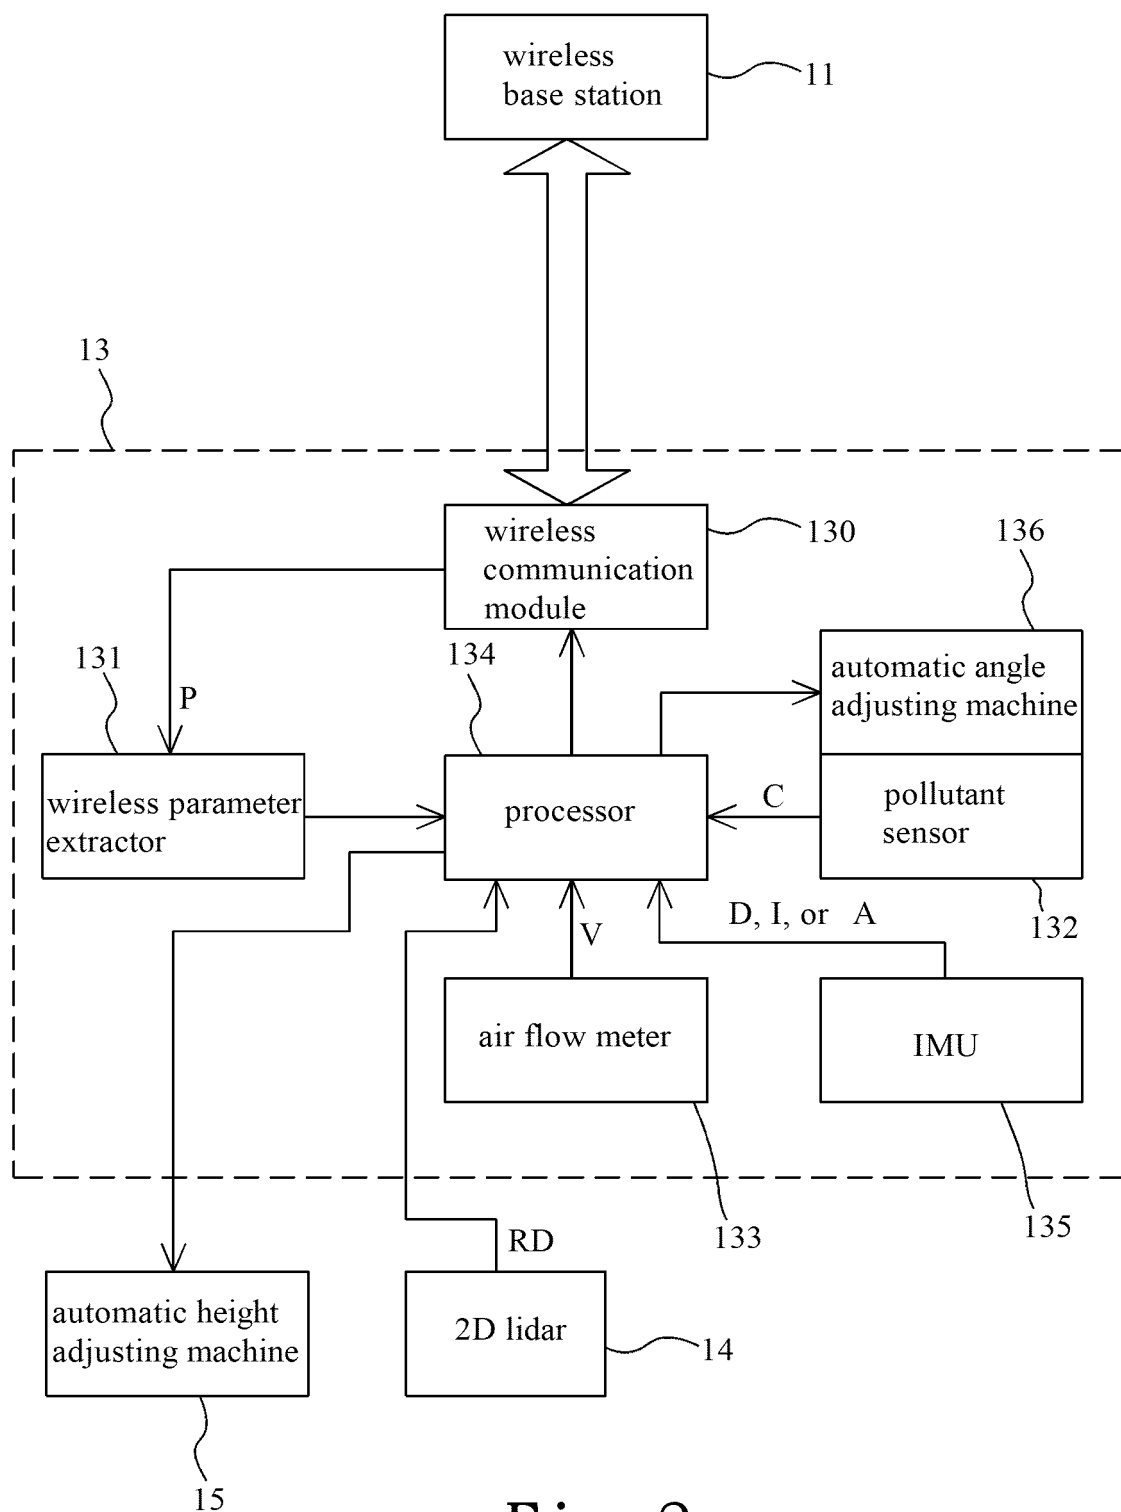 wireless
base station
11
13
wireless
communication
module
130
136
automatic angle
adjusting machine
131
P
134
wireless parameter
extractor
processor
C
pollutant
sensor
132
D, I, or A
V
air flow meter
IMU
133
135
RD
automatic height
adjusting machine
2D lidar
14
15